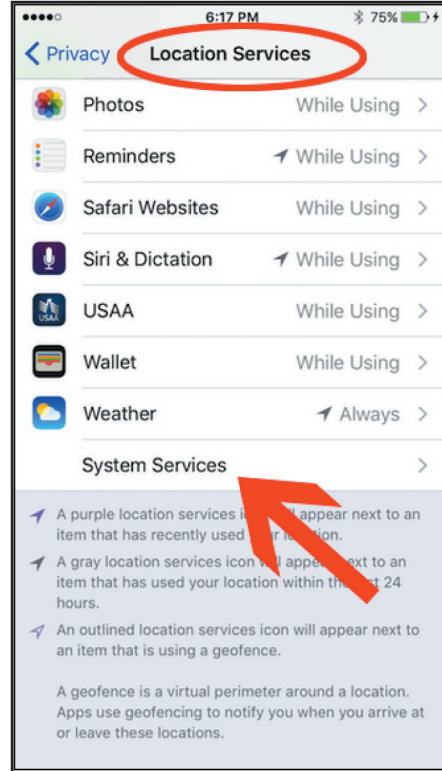 6:17 PM 75%
Privacy Location Services
Photos While Using
Reminders While Using
Safari Websites While Using
Siri & Dictation While Using
USAA USAA While Using
Wallet While Using
Weather Always
System Services
A purple location services appear next to an
item that has recently used location.
A gray location services icon will next to an
item that has used your location within the 24
hours.
An outlined location services icon will appear next to
an item that is using a geofence.
A geofence is a virtual perimeter around a location.
Apps use geofencing to notify you when you arrive at
or leave these locations.